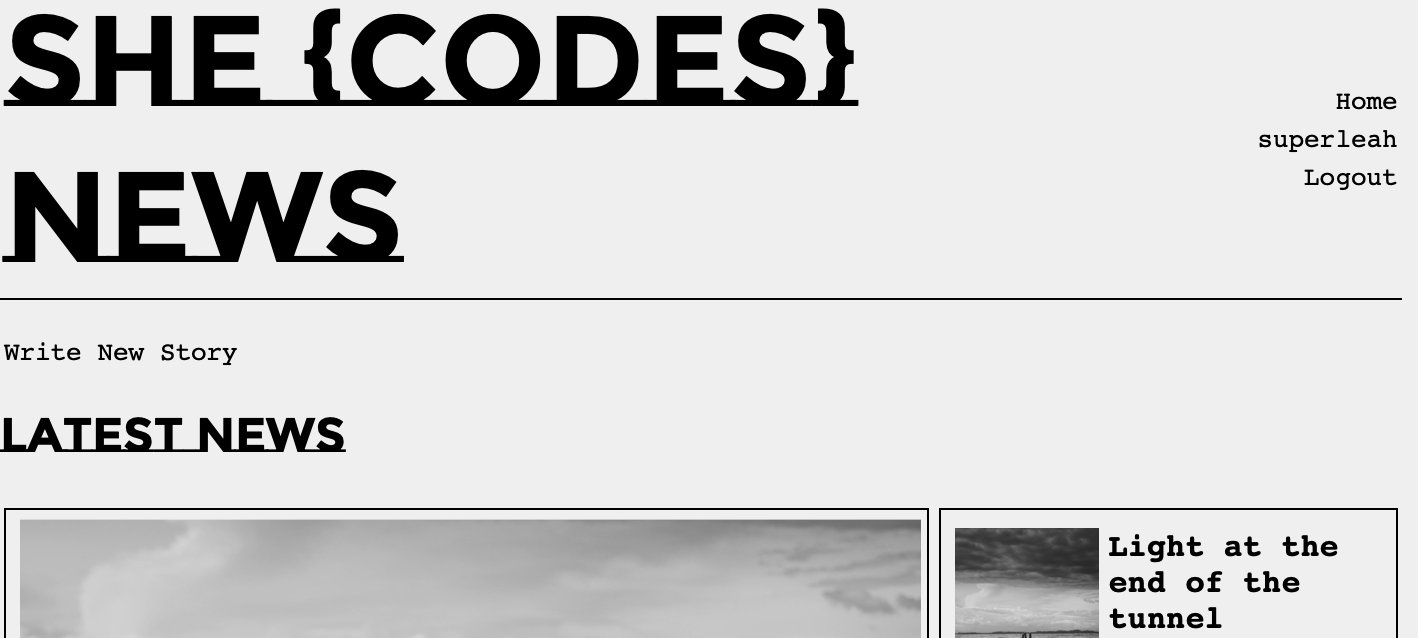 SHE {CODES}
NEWS
Home
superleah
Logout
Write New Story
LATEST NEWS
Light at the
end of the
tunnel